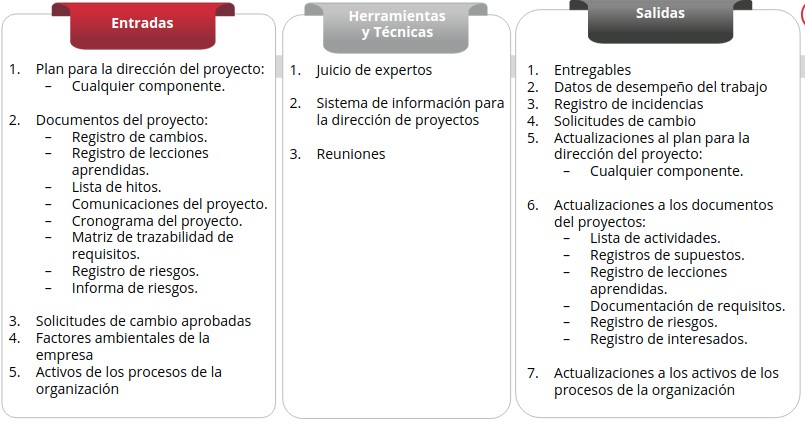 Entradas
1. Plan para la dirección del proyecto:
– Cualquier componente.
2. Documentos del proyecto:
– Registro de cambios.
– Registro de lecciones
aprendidas.
– Lista de hitos.
– Comunicaciones del proyecto.
– Cronograma del proyecto.
– Matriz de trazabilidad de
requisitos.
– Registro de riesgos.
– Informa de riesgos.
3. Solicitudes de cambio aprobadas
4. Factores ambientales de la
empresa
5. Activos de los procesos de la
organización
Herramientas
y Técnicas
1. Juicio de expertos
2. Sistema de información para
la dirección de proyectos
3. Reuniones
Salidas
1. Entregables
2. Datos de desempeño del trabajo
3. Registro de incidencias
4. Solicitudes de cambio
5. Actualizaciones al plan para la
dirección del proyecto:
– Cualquier componente.
6. Actualizaciones a los documentos
del proyectos:
– Lista de actividades.
– Registros de supuestos.
– Registro de lecciones
aprendidas.
– Documentación de requisitos.
– Registro de riesgos.
– Registro de interesados.
7. Actualizaciones a los activos de los
procesos de la organización